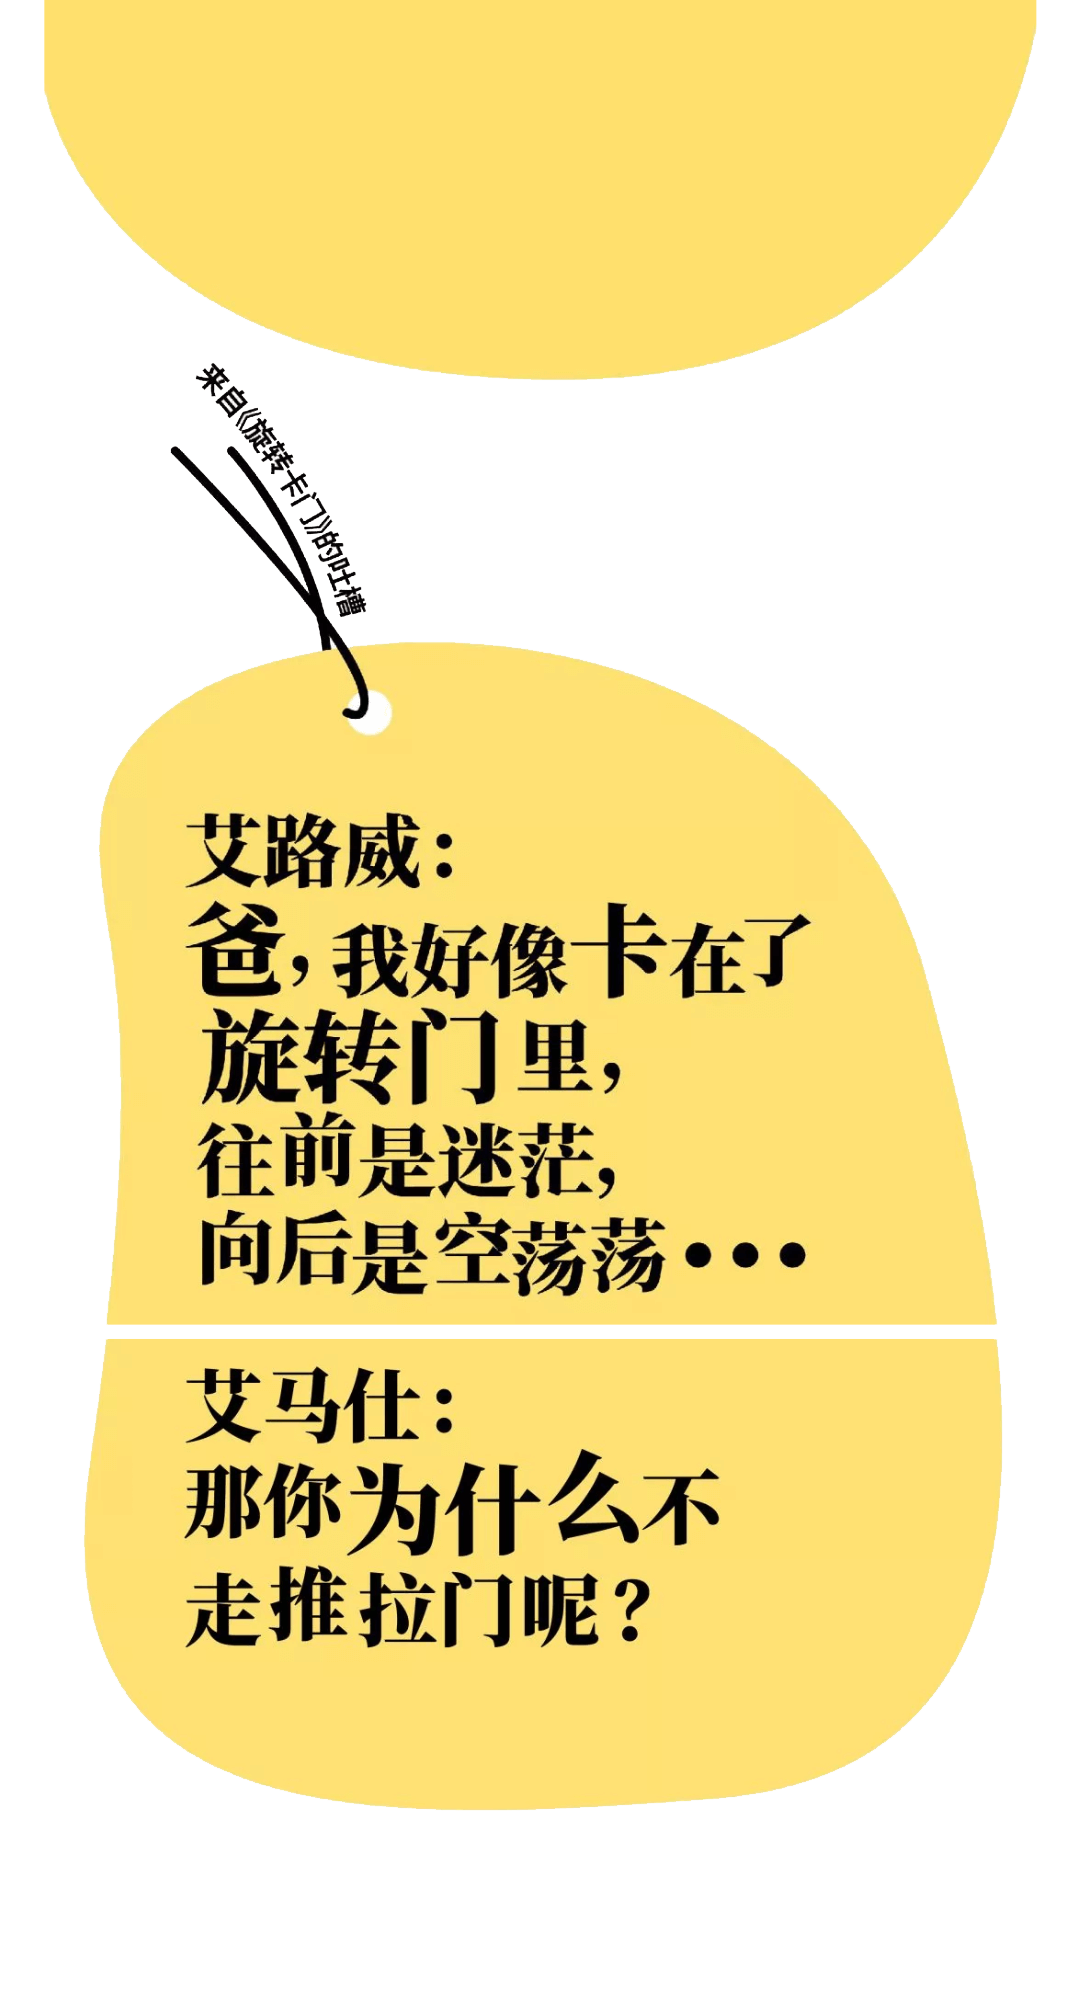 来自《旋转卡门》的吐槽
艾路威：
爸，我好像卡在了
旋转门里，
往前是迷茫，
向后是空荡荡•••
艾马仕：
那你为什么不
走推拉门呢？